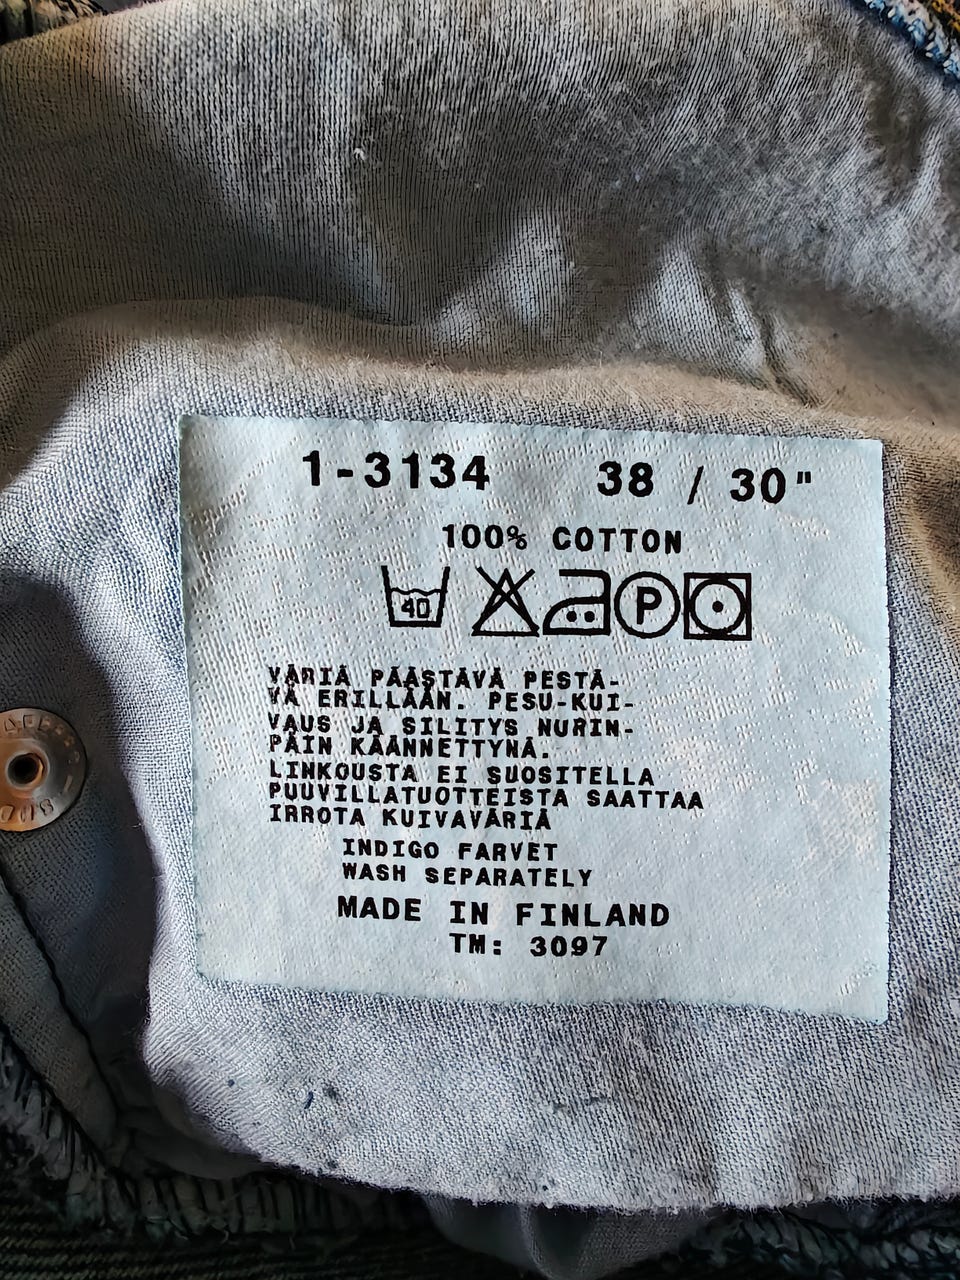 1-3134 38 / 30"
100% COTTON
40 P
VÄRIÄ PÄÄSTÄVÄ PESTÄ-
VÄ ERILLÄÄN. PESU-KUI-
VAUS JA SILITYS NURIN-
PÄIN KÄÄNNETTYNÄ.
LINKOUSTA EI SUOSITELLA
PUUVILLATUOTTEISTA SAATTAA
IRROTA KUIVAVÄRIÄ
INDIGO FARVET
WASH SEPARATELY
MADE IN FINLAND
TM: 3097